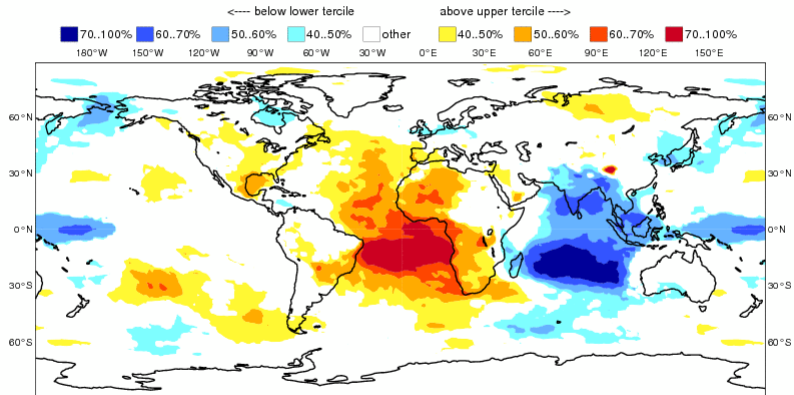 <---- below lower tercile above upper tercile ---->
70..100% 60..70% 50..60% 40..50% other 40..50% 50..60% 60..70% 70..100%
180°W 150°W 120°W 90°W 60°W 30°W 0°E 30°E 60°E 90°E 120°E 150°E
60°N 60°N
30°N 30°N
0°N 0°N
30°S 30°S
60°S 60°S